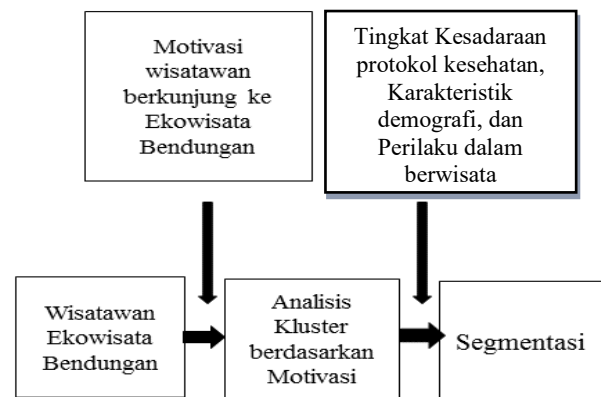 Motivasi
wisatawan
berkunjung ke
Ekowisata
Bendungan
Tingkat Kesadaraan
protokol kesehatan,
Karakteristik
demografi, dan
Perilaku dalam
berwisata
Wisatawan
Ekowisata
Bendungan
Analisis
Kluster
berdasarkan
Motivasi
Segmentasi